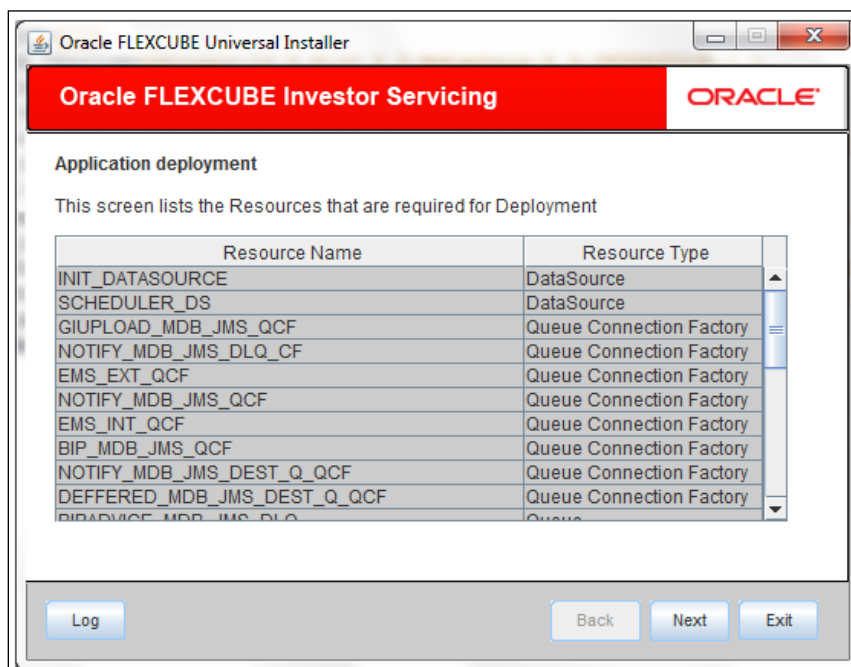 Oracle FLEXCUBE Universal Installer
Oracle FLEXCUBE Investor Servicing ORACLE
Application deployment
This screen lists the Resources that are required for Deployment
Resource Name Resource Type
INIT_DATASOURCE DataSource
SCHEDULER_DS DataSource
GIUPLOAD_MDB_JMS_QCF Queue Connection Factory
NOTIFY_MDB_JMS_DLQ_CF Queue Connection Factory
EMS_EXT_QCF Queue Connection Factory
NOTIFY_MDB_JMS_QCF Queue Connection Factory
EMS_INT_QCF Queue Connection Factory
BIP_MDB_JMS_QCF Queue Connection Factory
NOTIFY_MDB_JMS_DEST_Q_QCF Queue Connection Factory
DEFFERED_MDB_JMS_DEST_Q_QCF Queue Connection Factory
Log Back Next Exit